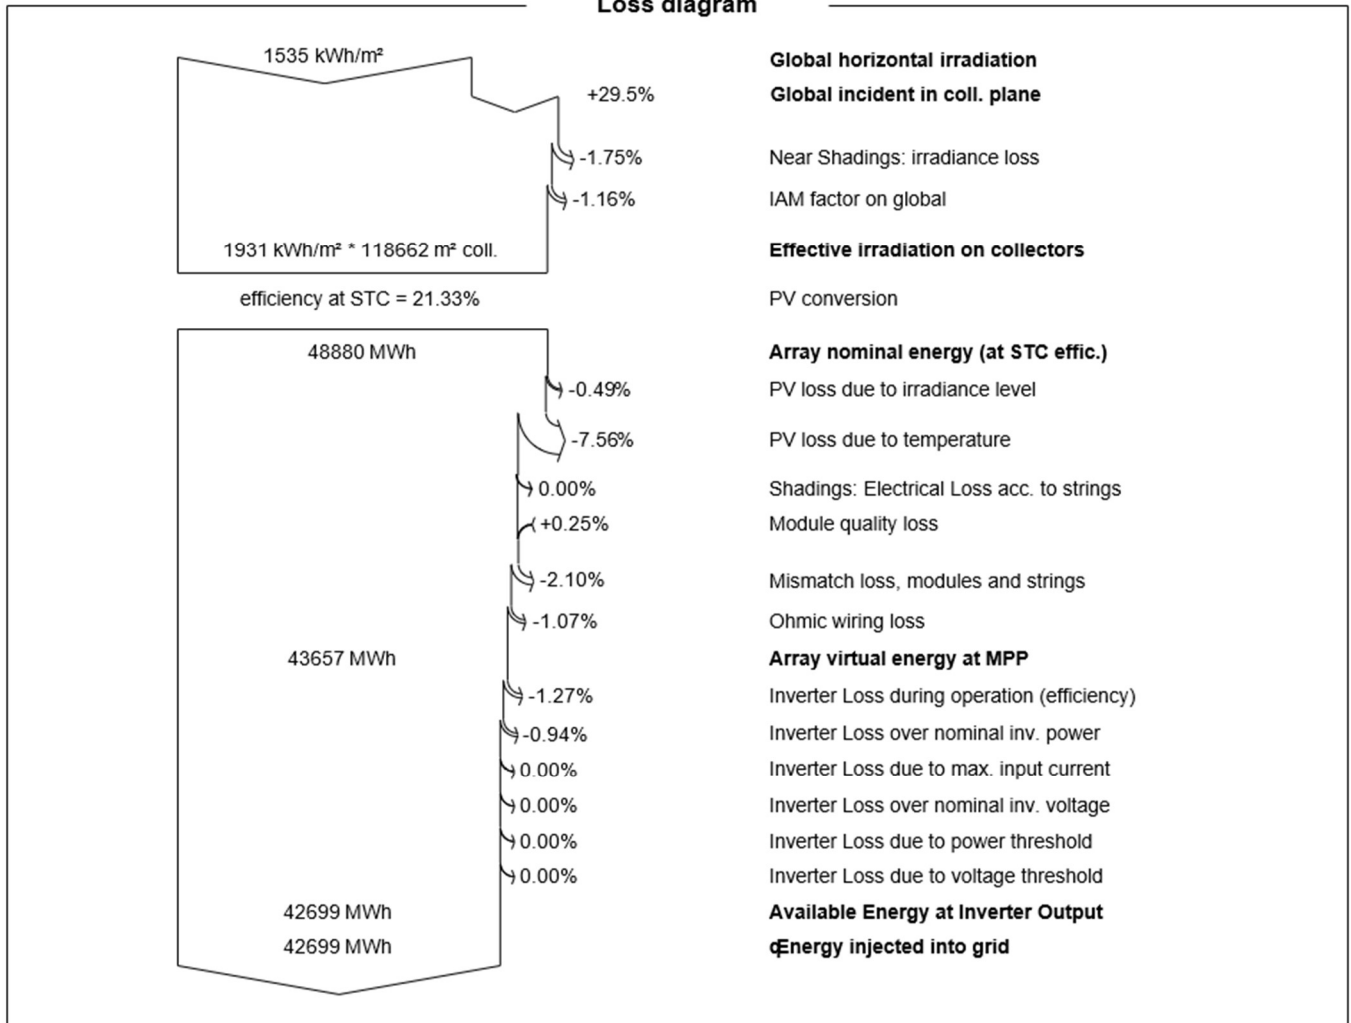 Loss diagram
1535 kWh/m² Global horizontal irradiation
+29.5% Global incident in coll. plane
-1.75% Near Shadings: irradiance loss
-1.16% IAM factor on global
1931 kWh/m² * 118662 m² coll. Effective irradiation on collectors
efficiency at STC = 21.33% PV conversion
48880 MWh Array nominal energy (at STC effic.)
-0.49% PV loss due to irradiance level
-7.56% PV loss due to temperature
0.00% Shadings: Electrical Loss acc. to strings
+0.25% Module quality loss
-2.10% Mismatch loss, modules and strings
-1.07% Ohmic wiring loss
43657 MWh Array virtual energy at MPP
-1.27% Inverter Loss during operation (efficiency)
-0.94% Inverter Loss over nominal inv. power
0.00% Inverter Loss due to max. input current
0.00% Inverter Loss over nominal inv. voltage
0.00% Inverter Loss due to power threshold
0.00% Inverter Loss due to voltage threshold
42699 MWh Available Energy at Inverter Output
42699 MWh Energy injected into grid